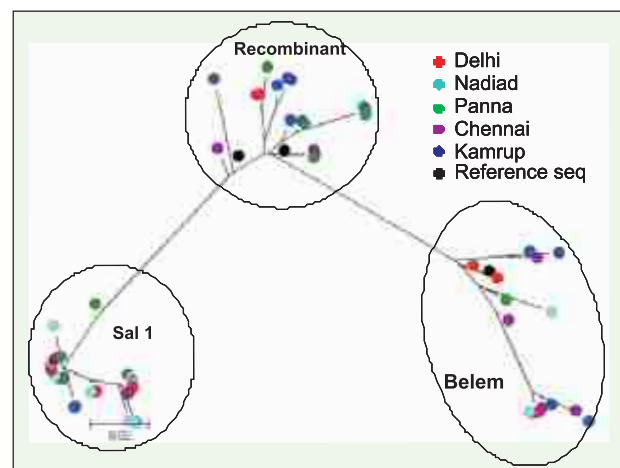 Recombinant
Delhi
Nadiad
Panna
Chennai
Kamrup
Reference seq
Sal 1
Belem